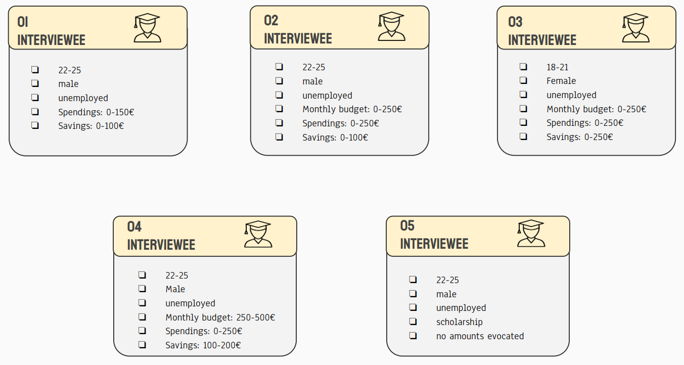 01
INTERVIEWEE
22-25
male
unemployed
Spendings: 0-150€
Savings: 0-100€
02
INTERVIEWEE
22-25
male
unemployed
Monthly budget: 0-250€
Spendings: 0-250€
Savings: 0-100€
03
INTERVIEWEE
18-21
Female
unemployed
Monthly budget: 0-250€
Spendings: 0-250€
Savings: 0-250€
04
INTERVIEWEE
22-25
Male
unemployed
Monthly budget: 250-500€
Spendings: 0-250€
Savings: 100-200€
05
INTERVIEWEE
22-25
male
unemployed
scholarship
no amounts evocated